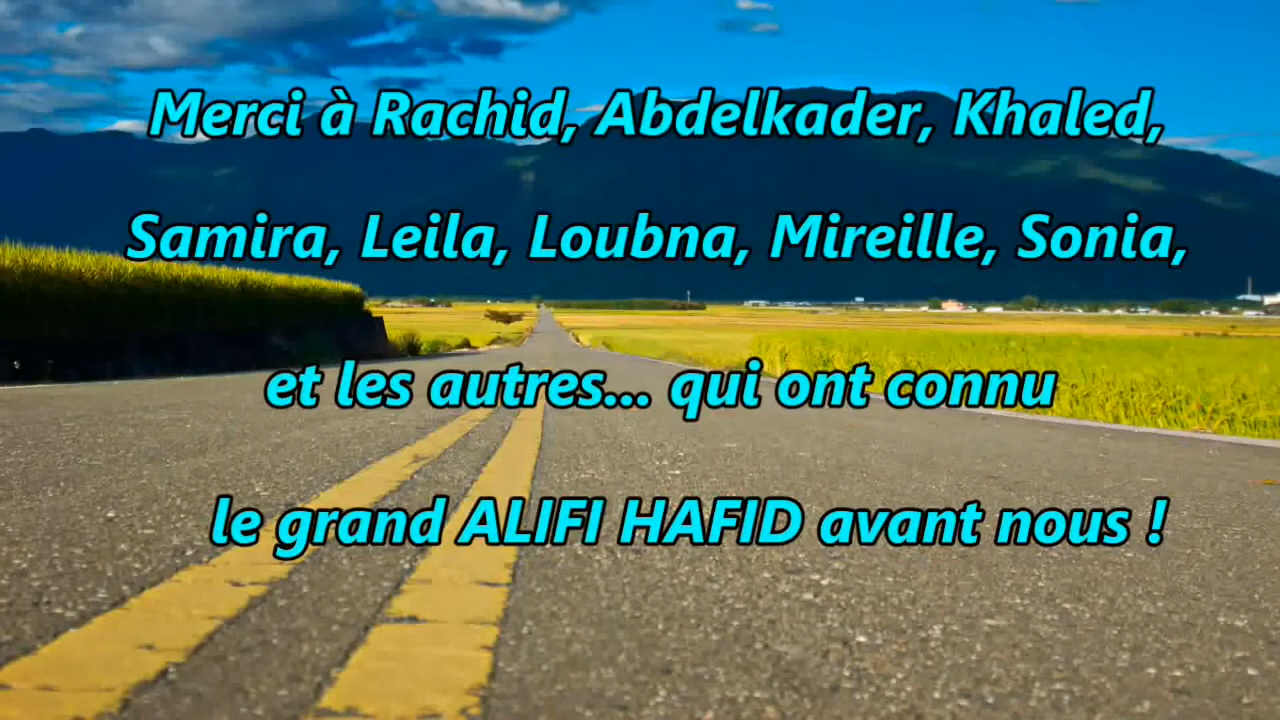 Merci à Rachid, Abdelkader, Khaled,
Samira, Leila, Loubna, Mireille, Sonia,
et les autres... qui ont connu
le grand ALIFI HAFID avant nous !